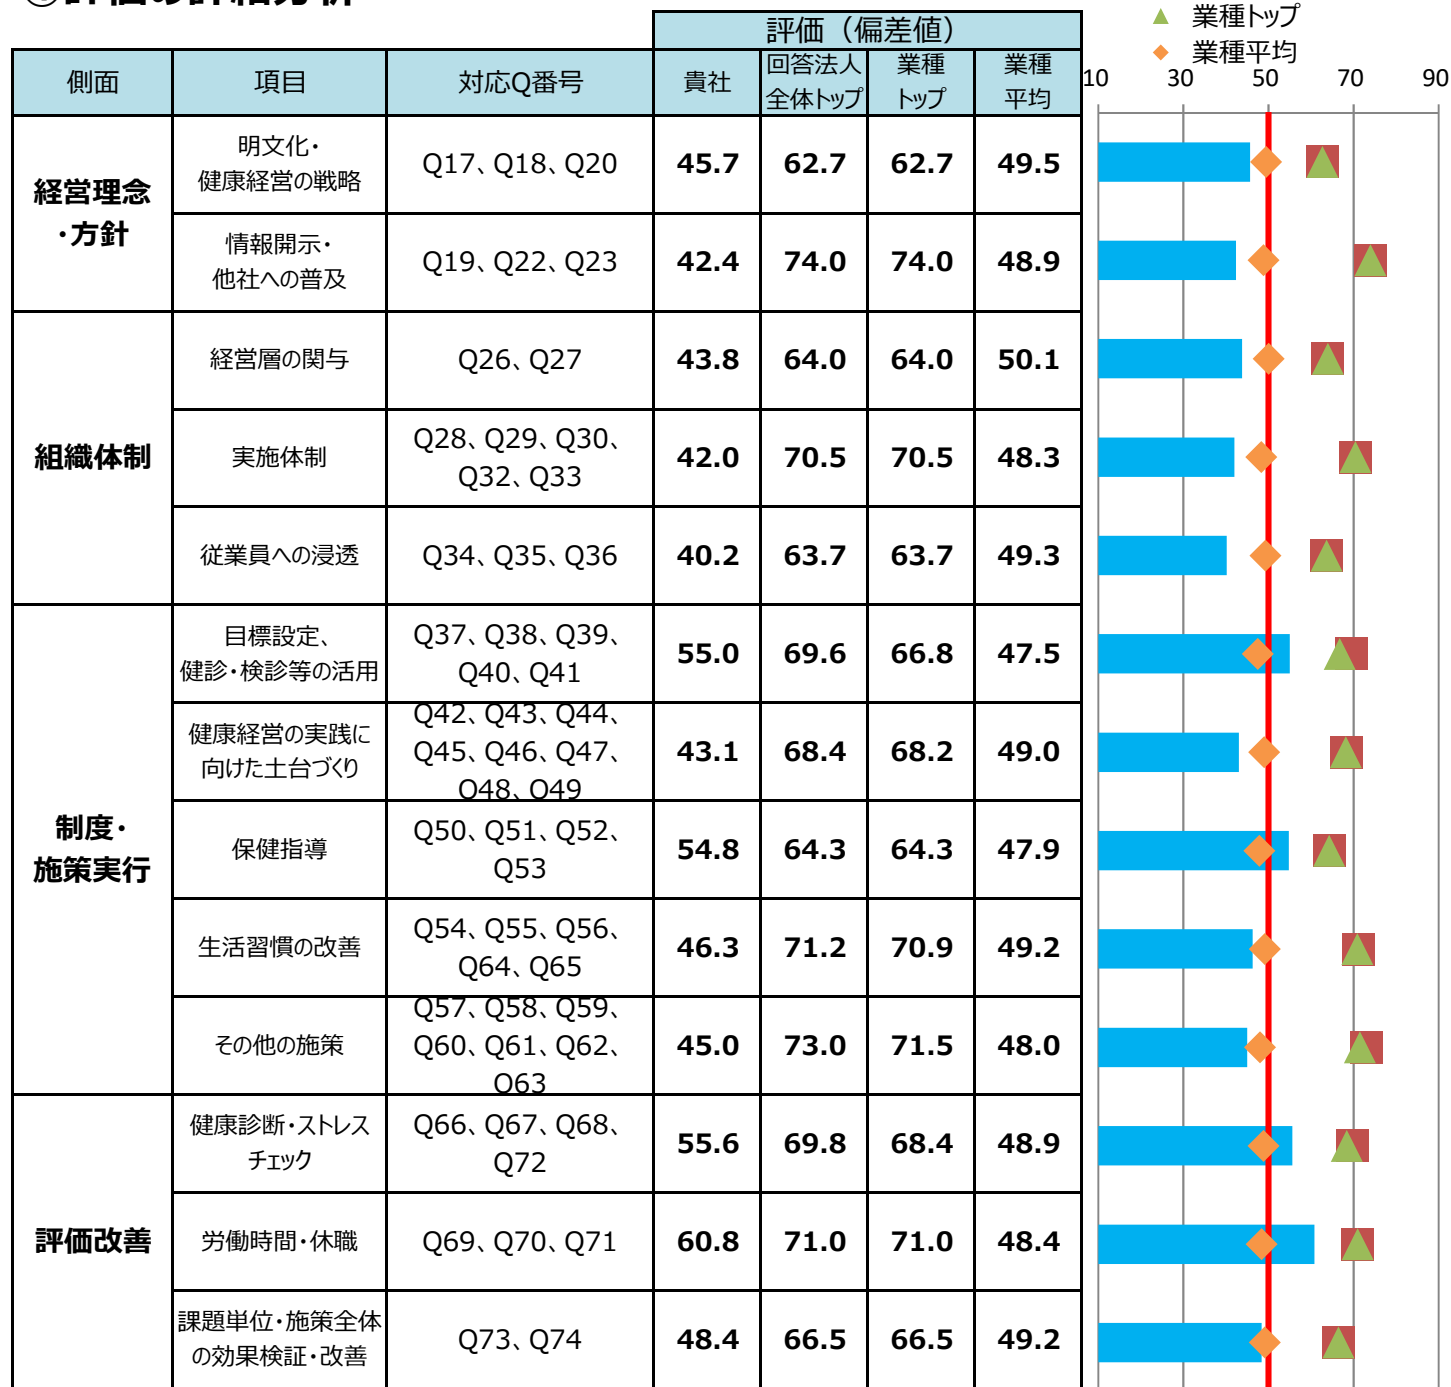 評価（偏差値）
▲ 業種トップ
◆ 業種平均
側面 項目 対応Q番号 貴社 回答法人全体トップ 業種トップ 業種平均
10 30 50 70 90
経営理念
・方針
明文化・
健康経営の戦略
Q17、Q18、Q20 45.7 62.7 62.7 49.5
情報開示・
他社への普及
Q19、Q22、Q23 42.4 74.0 74.0 48.9
組織体制
経営層の関与 Q26、Q27 43.8 64.0 64.0 50.1
実施体制
Q28、Q29、Q30、
Q32、Q33
42.0 70.5 70.5 48.3
従業員への浸透 Q34、Q35、Q36 40.2 63.7 63.7 49.3
制度・
施策実行
目標設定、
健診・検診等の活用
Q37、Q38、Q39、
Q40、Q41
55.0 69.6 66.8 47.5
健康経営の実践に
向けた土台づくり
Q42、Q43、Q44、
Q45、Q46、Q47、
Q48、Q49
43.1 68.4 68.2 49.0
保健指導
Q50、Q51、Q52、
Q53
54.8 64.3 64.3 47.9
生活習慣の改善
Q54、Q55、Q56、
Q64、Q65
46.3 71.2 70.9 49.2
その他の施策
Q57、Q58、Q59、
Q60、Q61、Q62、
Q63
45.0 73.0 71.5 48.0
評価改善
健康診断・ストレス
チェック
Q66、Q67、Q68、
Q72
55.6 69.8 68.4 48.9
労働時間・休職 Q69、Q70、Q71 60.8 71.0 71.0 48.4
課題単位・施策全体
の効果検証・改善
Q73、Q74 48.4 66.5 66.5 49.2